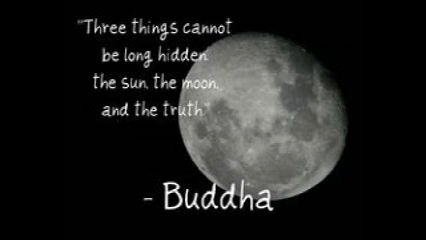 "Three things cannot
be long hidden:
the sun, the moon,
and the truth."
- Buddha